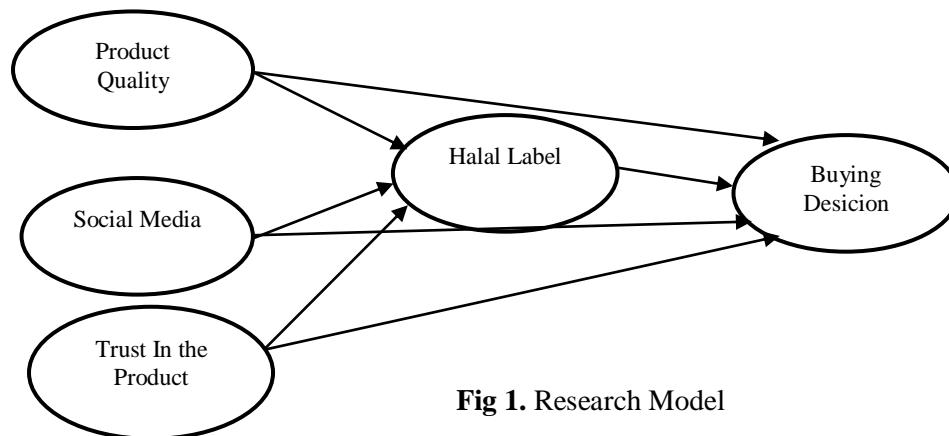 Product
Quality
Halal Label
Buying
Desicion
Social Media
Trust In the
Product
Fig 1. Research Model